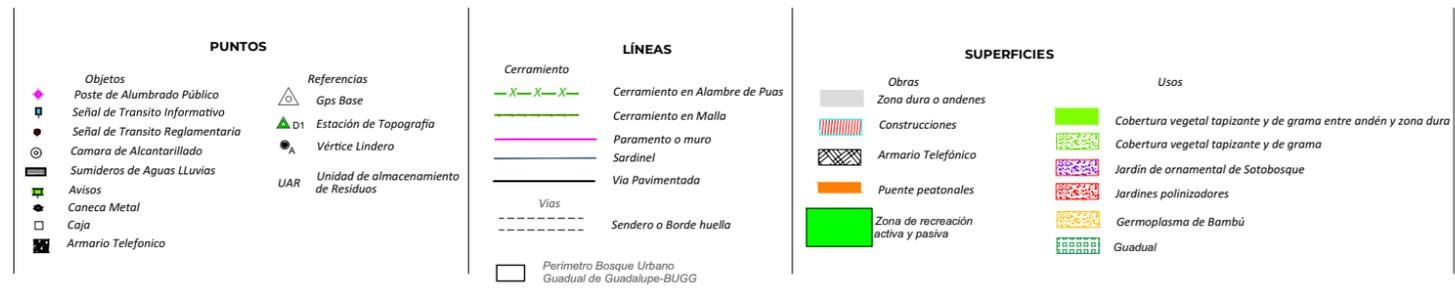 PUNTOS
Objetos
Poste de Alumbrado Público
Señal de Transito Informativo
Señal de Transito Reglamentaria
Camara de Alcantarillado
Sumideros de Aguas LLuvias
Avisos
Caneca Metal
Caja
Armario Telefonico
Referencias
Gps Base
D1 Estación de Topografía
A Vértice Lindero
UAR Unidad de almacenamiento
de Residuos
LÍNEAS
Cerramiento
X X X Cerramiento en Alambre de Puas
Cerramiento en Malla
Paramento o muro
Sardinel
Via Pavimentada
Vias
Sendero o Borde huella
Perímetro Bosque Urbano
Guadual de Guadalupe-BUGG
SUPERFICIES
Obras
Zona dura o andenes
Construcciones
Armario Telefónico
Puente peatonales
Zona de recreación
activa y pasiva
Usos
Cobertura vegetal tapizante y de grama entre andén y zona dura
Cobertura vegetal tapizante y de grama
Jardín de ornamental de Sotobosque
Jardines polinizadores
Germoplasma de Bambú
Guadual